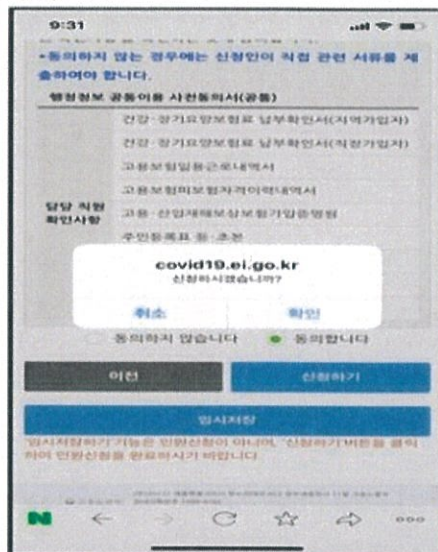 9:31
*동의하지 않는 경우에는 신청인이 직접 관련 서류를 제
출하여야 합니다.
행정정보 공동이용 사전동의서(공통)
건강·장기요양보험료 납부확인서(지역가입자)
건강·장기요양보험료 납부확인서(직장가입자)
고용보험일용근로내역서
고용보험피보험자격이력내역서
담당 직원
확인사항
고용·산업재해보상보험가입증명원
주민등록표 등·초본
covid19.ei.go.kr
신청하시겠습니까?
취소
확인
동의하지 않습니다
동의합니다
이전
신청하기
임시저장
'임시저장하기'기능은 민원신청이 아니며, '신청하기'버튼을 클릭
하여 민원신청을 완료하시기 바랍니다
N